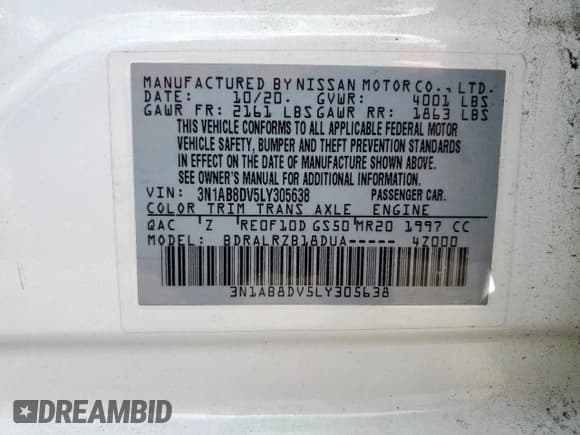 MANUFACTURED BY NISSAN MOTOR CO., LTD.
DATE: 10/20. GVWR: 4001 LBS
GAWR FR: 2161 LBS GAWR RR: 1863 LBS
THIS VEHICLE CONFORMS TO ALL APPLICABLE FEDERAL MOTOR
VEHICLE SAFETY, BUMPER AND THEFT PREVENTION STANDARDS
IN EFFECT ON THE DATE OF MANUFACTURE SHOWN ABOVE.
SEE OWNER'S MANUAL FOR ADDITIONAL INFORMATION.
VIN: 3N1AB8DV5LY305638 PASSENGER CAR.
COLOR TRIM TRANS AXLE ENGINE
QAC Z RE0F10D GS50 MR20 1997 CC
MODEL: BDRALRZB18DUA----- 4Z000
3N1AB8DV5LY305638
DREAMBID